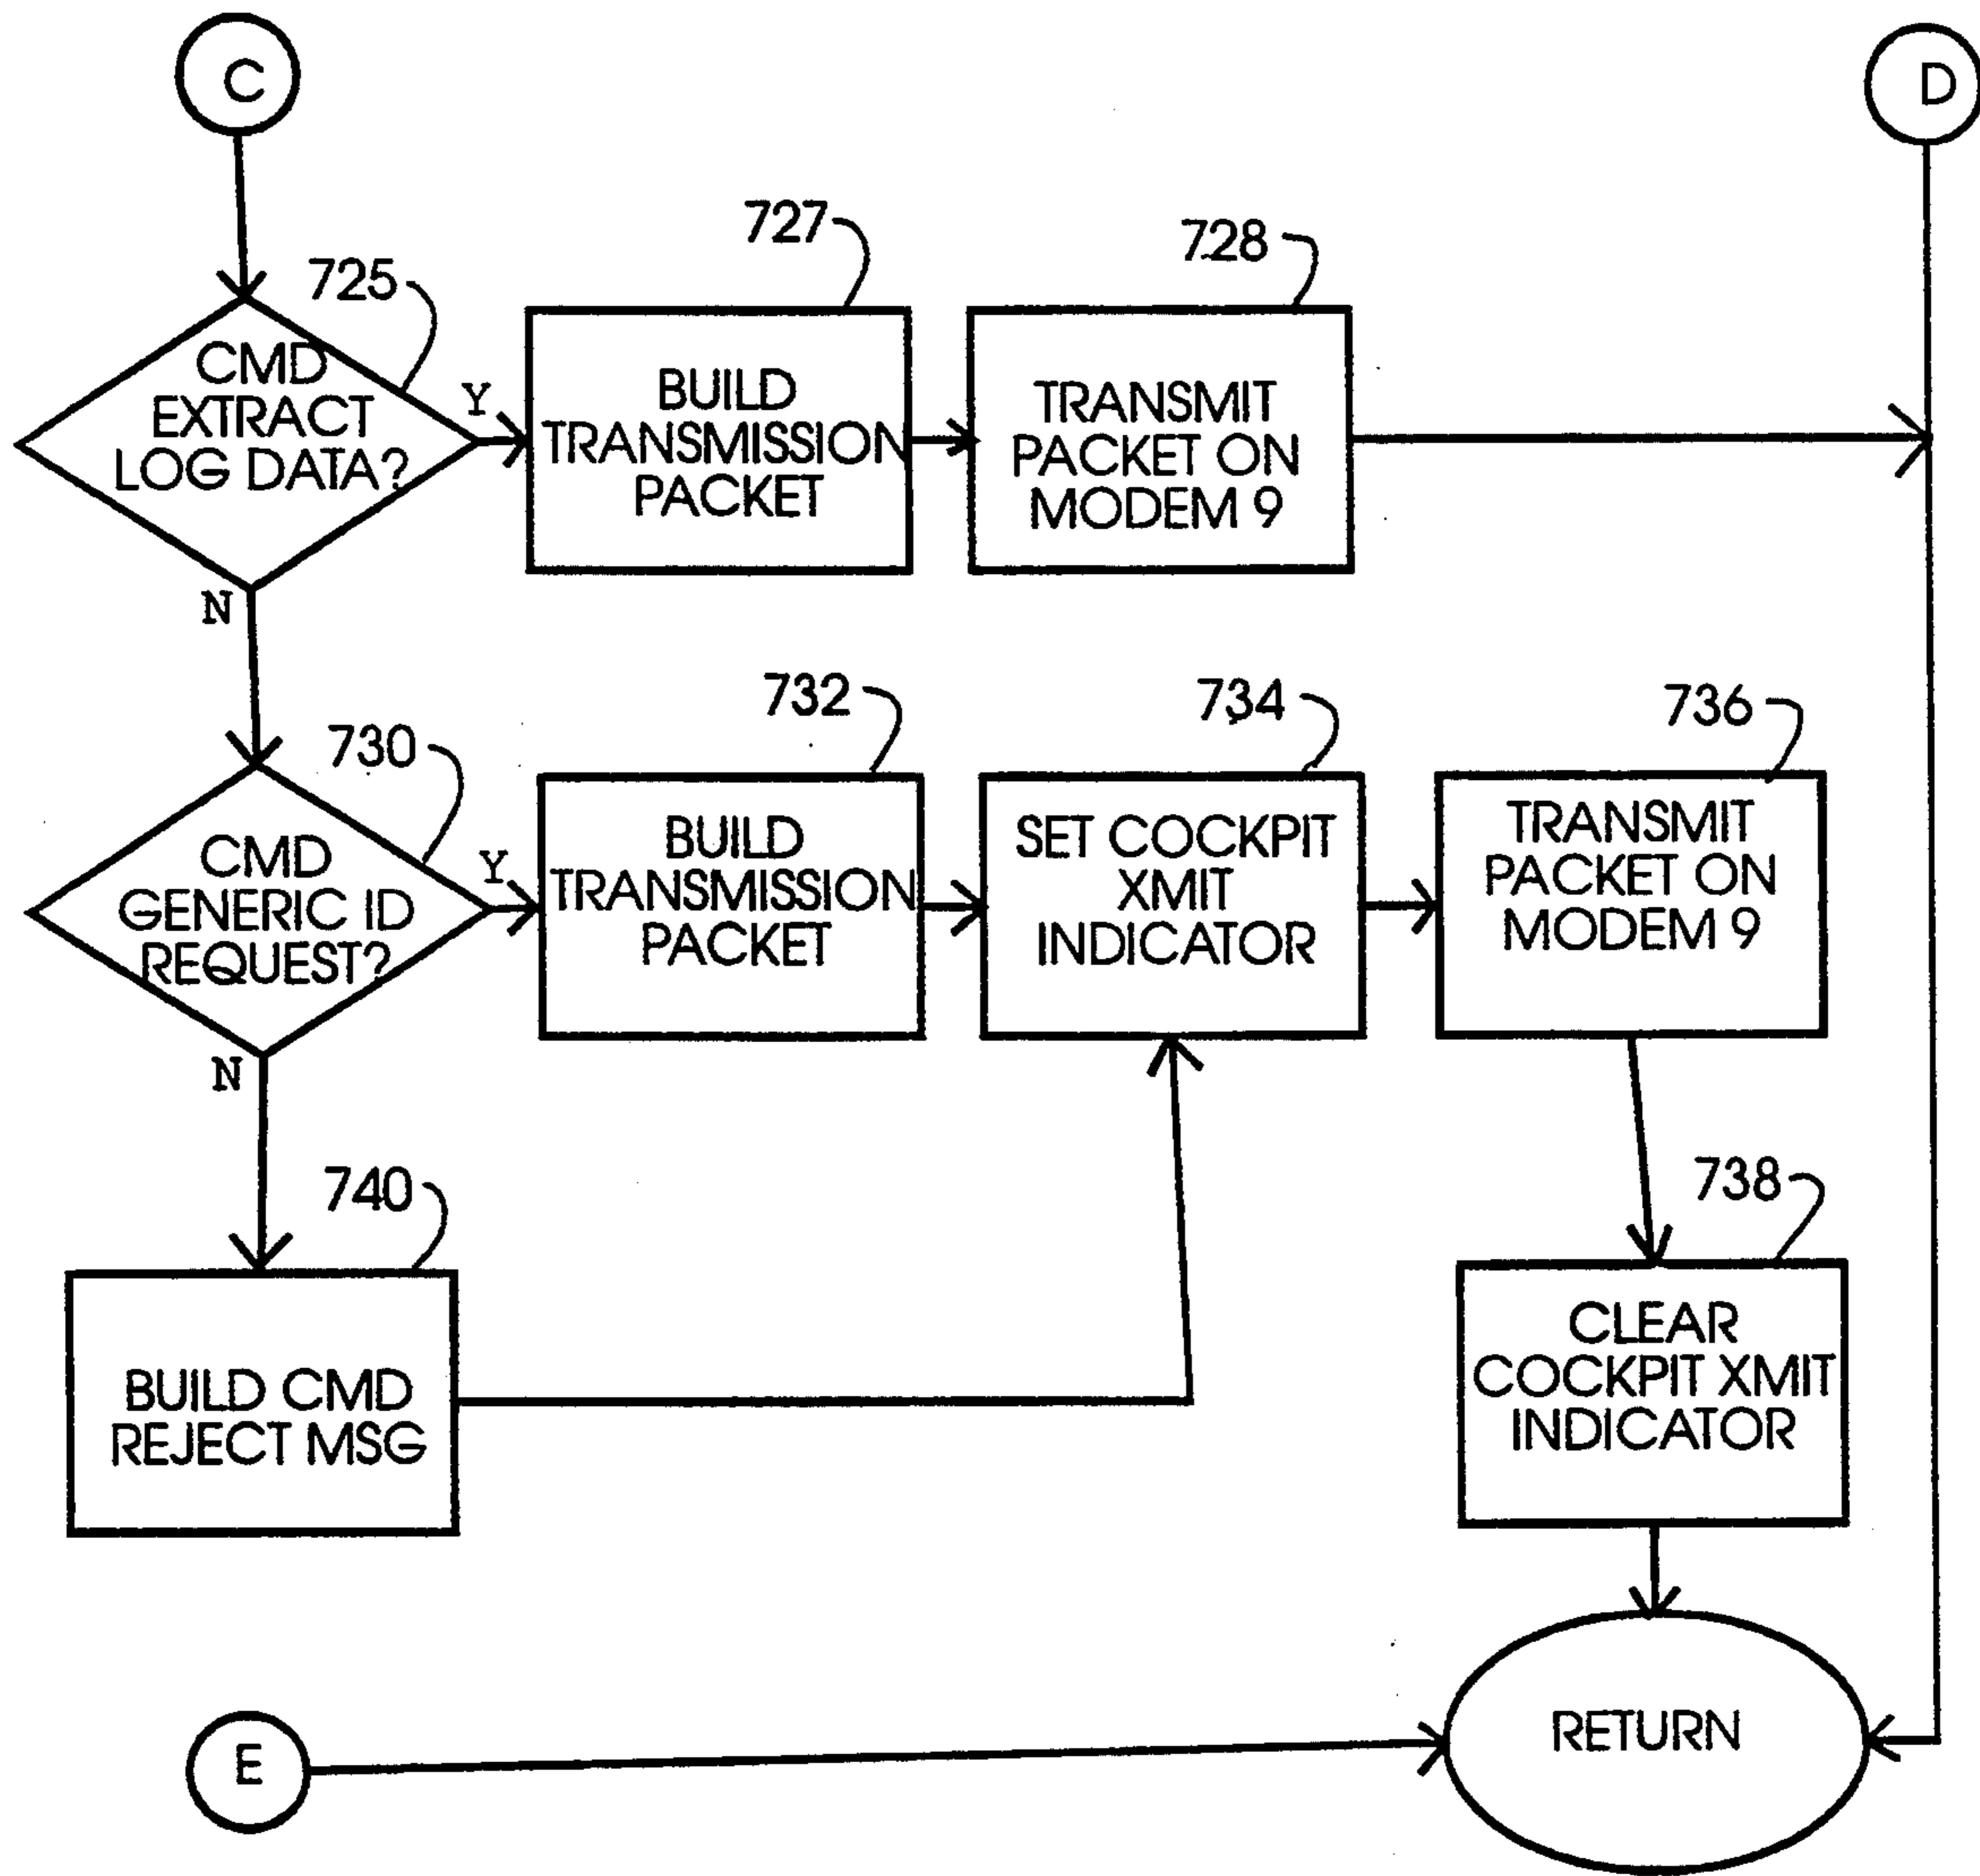 C
D
727
728
725
CMD
EXTRACT
LOG DATA?
Y
BUILD
TRANSMISSION
PACKET
TRANSMIT
PACKET ON
MODEM 9
N
732
734
736
730
CMD
GENERIC ID
REQUEST?
Y
BUILD
TRANSMISSION
PACKET
SET COCKPIT
XMIT
INDICATOR
TRANSMIT
PACKET ON
MODEM 9
N
740
738
BUILD CMD
REJECT MSG
CLEAR
COCKPIT XMIT
INDICATOR
E
RETURN